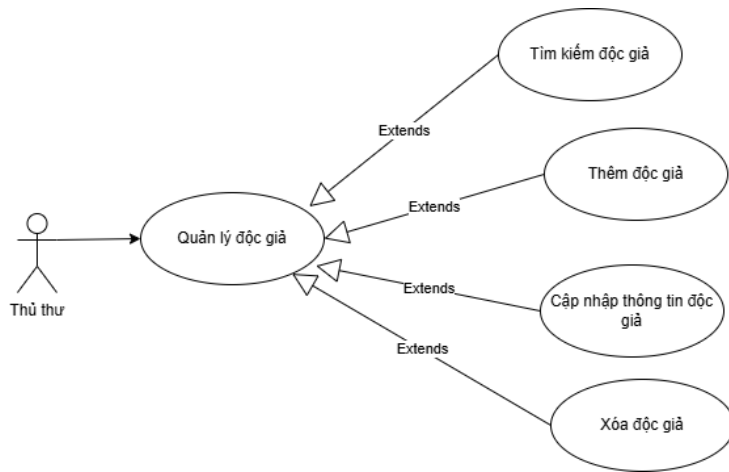 Tìm kiếm độc giả
Extends
Thêm độc giả
Extends
Quản lý độc giả
Thủ thư
Extends
Cập nhập thông tin độc
giả
Extends
Xóa độc giả